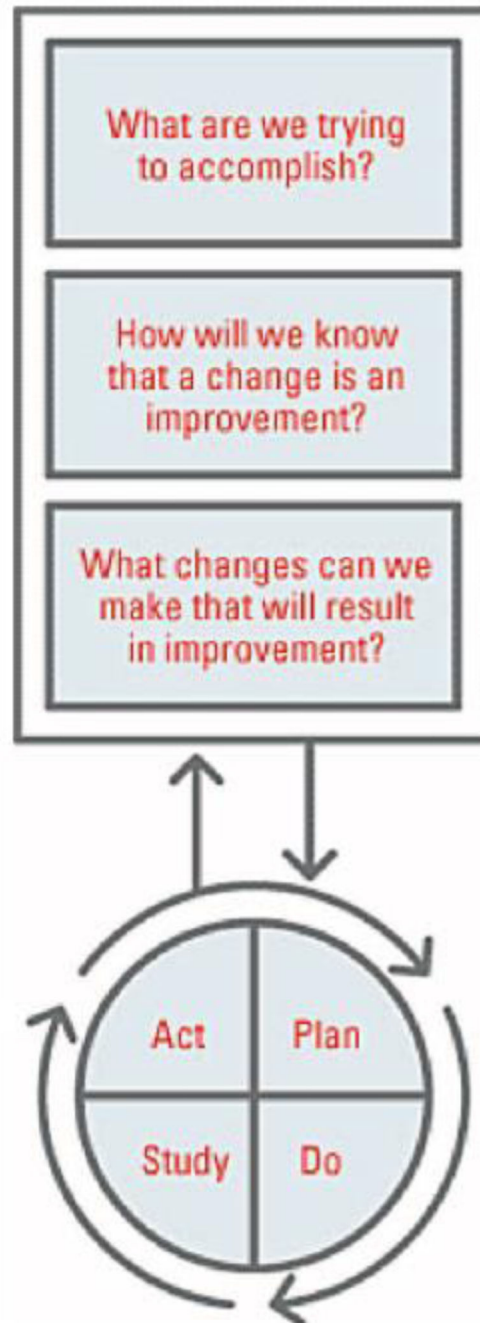 What are we trying
to accomplish?
How will we know
that a change is an
improvement?
What changes can we
make that will result
in improvement?
Act
Plan
Study
Do